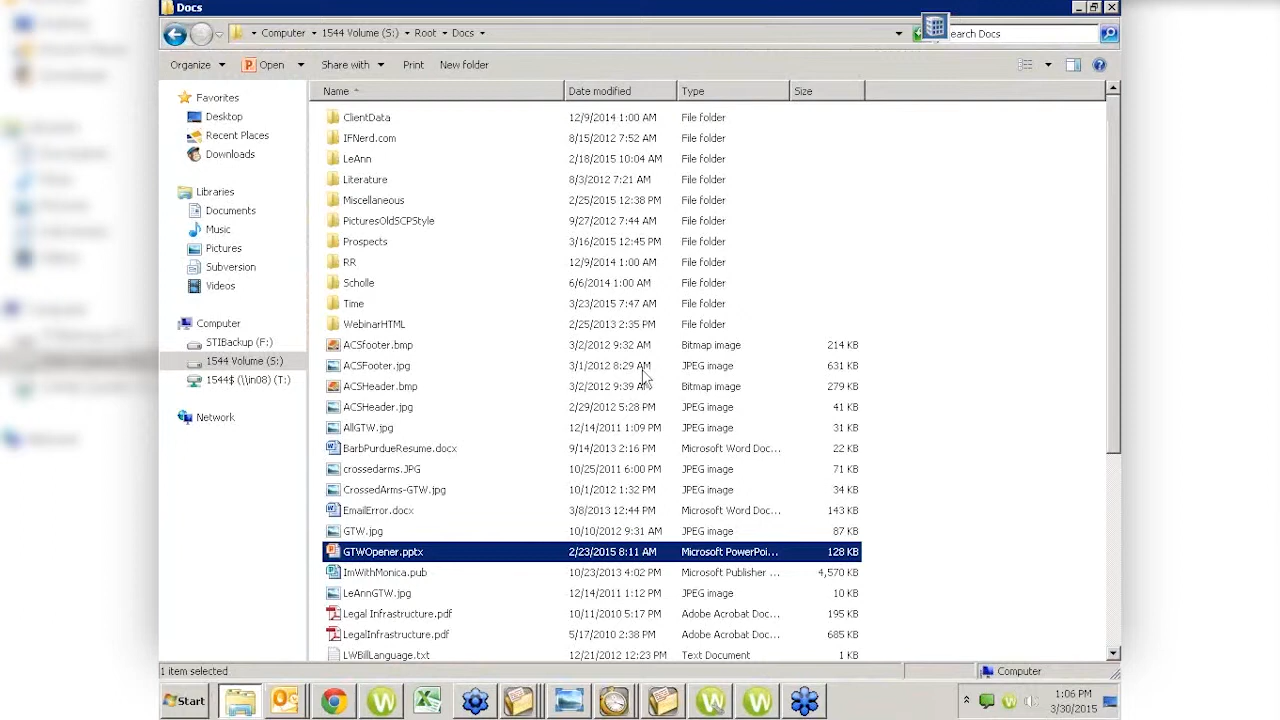 Docs
Computer 1544 Volume (S:) Root Docs
earch Docs
Organize Open Share with Print New folder
Name Date modified Type Size
Favorites
Desktop
Recent Places
Downloads
Libraries
Documents
Music
Pictures
Subversion
Videos
Computer
STIBackup (F:)
1544 Volume (S:)
1544$ (\\in08) (T:)
Network
ClientData 12/9/2014 1:00 AM File folder
IFNerd.com 8/15/2012 7:52 AM File folder
LeAnn 2/18/2015 10:04 AM File folder
Literature 8/3/2012 7:21 AM File folder
Miscellaneous 2/25/2015 12:38 PM File folder
PicturesOld5CPStyle 9/27/2012 7:44 AM File folder
Prospects 3/16/2015 12:45 PM File folder
RR 12/9/2014 1:00 AM File folder
Scholle 6/6/2014 1:00 AM File folder
Time 3/23/2015 7:47 AM File folder
WebinarHTML 2/25/2013 2:35 PM File folder
ACSfooter.bmp 3/2/2012 9:32 AM Bitmap image 214 KB
ACSFooter.jpg 3/1/2012 8:29 AM JPEG image 631 KB
ACSHeader.bmp 3/2/2012 9:39 AM Bitmap image 279 KB
ACSHeader.jpg 2/29/2012 5:28 PM JPEG image 41 KB
AllGTW.jpg 12/14/2011 1:09 PM JPEG image 31 KB
BarbPurdueResume.docx 9/14/2013 2:16 PM Microsoft Word Doc... 22 KB
crossedarms.JPG 10/25/2011 6:00 PM JPEG image 71 KB
CrossedArms-GTW.jpg 10/1/2012 1:32 PM JPEG image 34 KB
EmailError.docx 3/8/2013 12:44 PM Microsoft Word Doc... 143 KB
GTW.jpg 10/10/2012 9:31 AM JPEG image 87 KB
GTWOpener.pptx 2/23/2015 8:11 AM Microsoft PowerPoi... 128 KB
ImWithMonica.pub 10/23/2013 4:02 PM Microsoft Publisher ... 4,570 KB
LeAnnGTW.jpg 12/14/2011 1:12 PM JPEG image 10 KB
Legal Infrastructure.pdf 10/11/2010 5:17 PM Adobe Acrobat Doc... 195 KB
LegalInfrastructure.pdf 5/17/2010 2:38 PM Adobe Acrobat Doc... 685 KB
LWBillLanguage.txt 12/21/2012 12:23 PM Text Document 1 KB
1 item selected Computer
Start 1:06 PM
3/30/2015